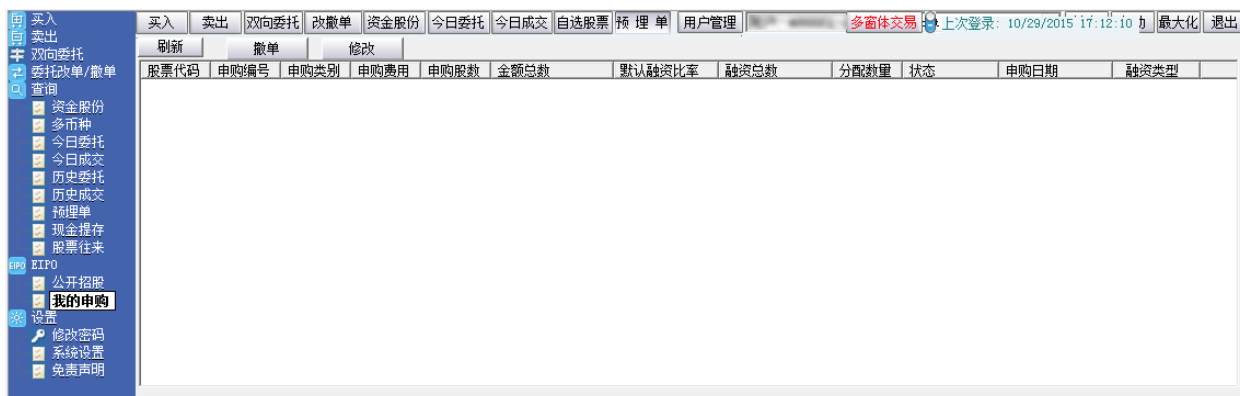 买入 卖出 双向委托 改撤单 资金股份 今日委托 今日成交 自选股票 预埋单 用户管理 多窗体交易 上次登录: 10/29/2015 17:12:10 最大化 退出
刷新 撤单 修改
股票代码 申购编号 申购类别 申购费用 申购股数 金额总数 默认融资比率 融资总数 分配数量 状态 申购日期 融资类型
买入
卖出
双向委托
委托改单/撤单
查询
资金股份
多币种
今日委托
今日成交
历史委托
历史成交
预埋单
现金提存
股票往来
EIPO EIPO
公开招股
我的申购
设置
修改密码
系统设置
免责声明